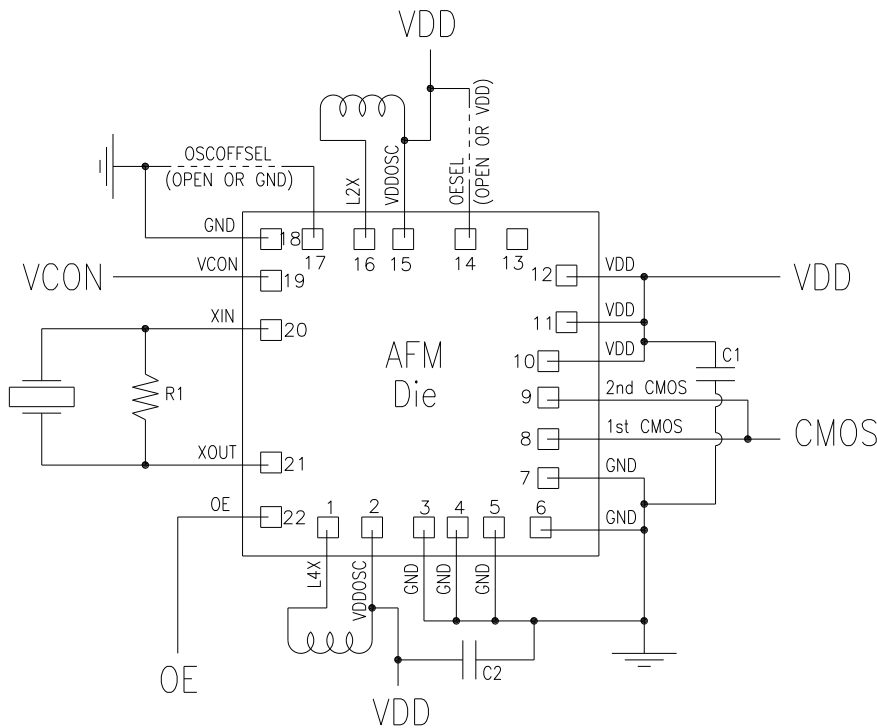 VDD
OSCOFFSEL
(OPEN OR GND)
L2X
VDDOSC
OESEL
(OPEN OR VDD)
GND
18
17
16
15
14
13
VCON
VCON
19
12
VDD
VDD
XIN
20
11
VDD
AFM
Die
10
VDD
C1
R1
9
2nd CMOS
8
1st CMOS
CMOS
XOUT
21
7
GND
OE
22
1
2
3
4
5
6
GND
L4X
VDDOSC
GND
GND
GND
C2
OE
VDD